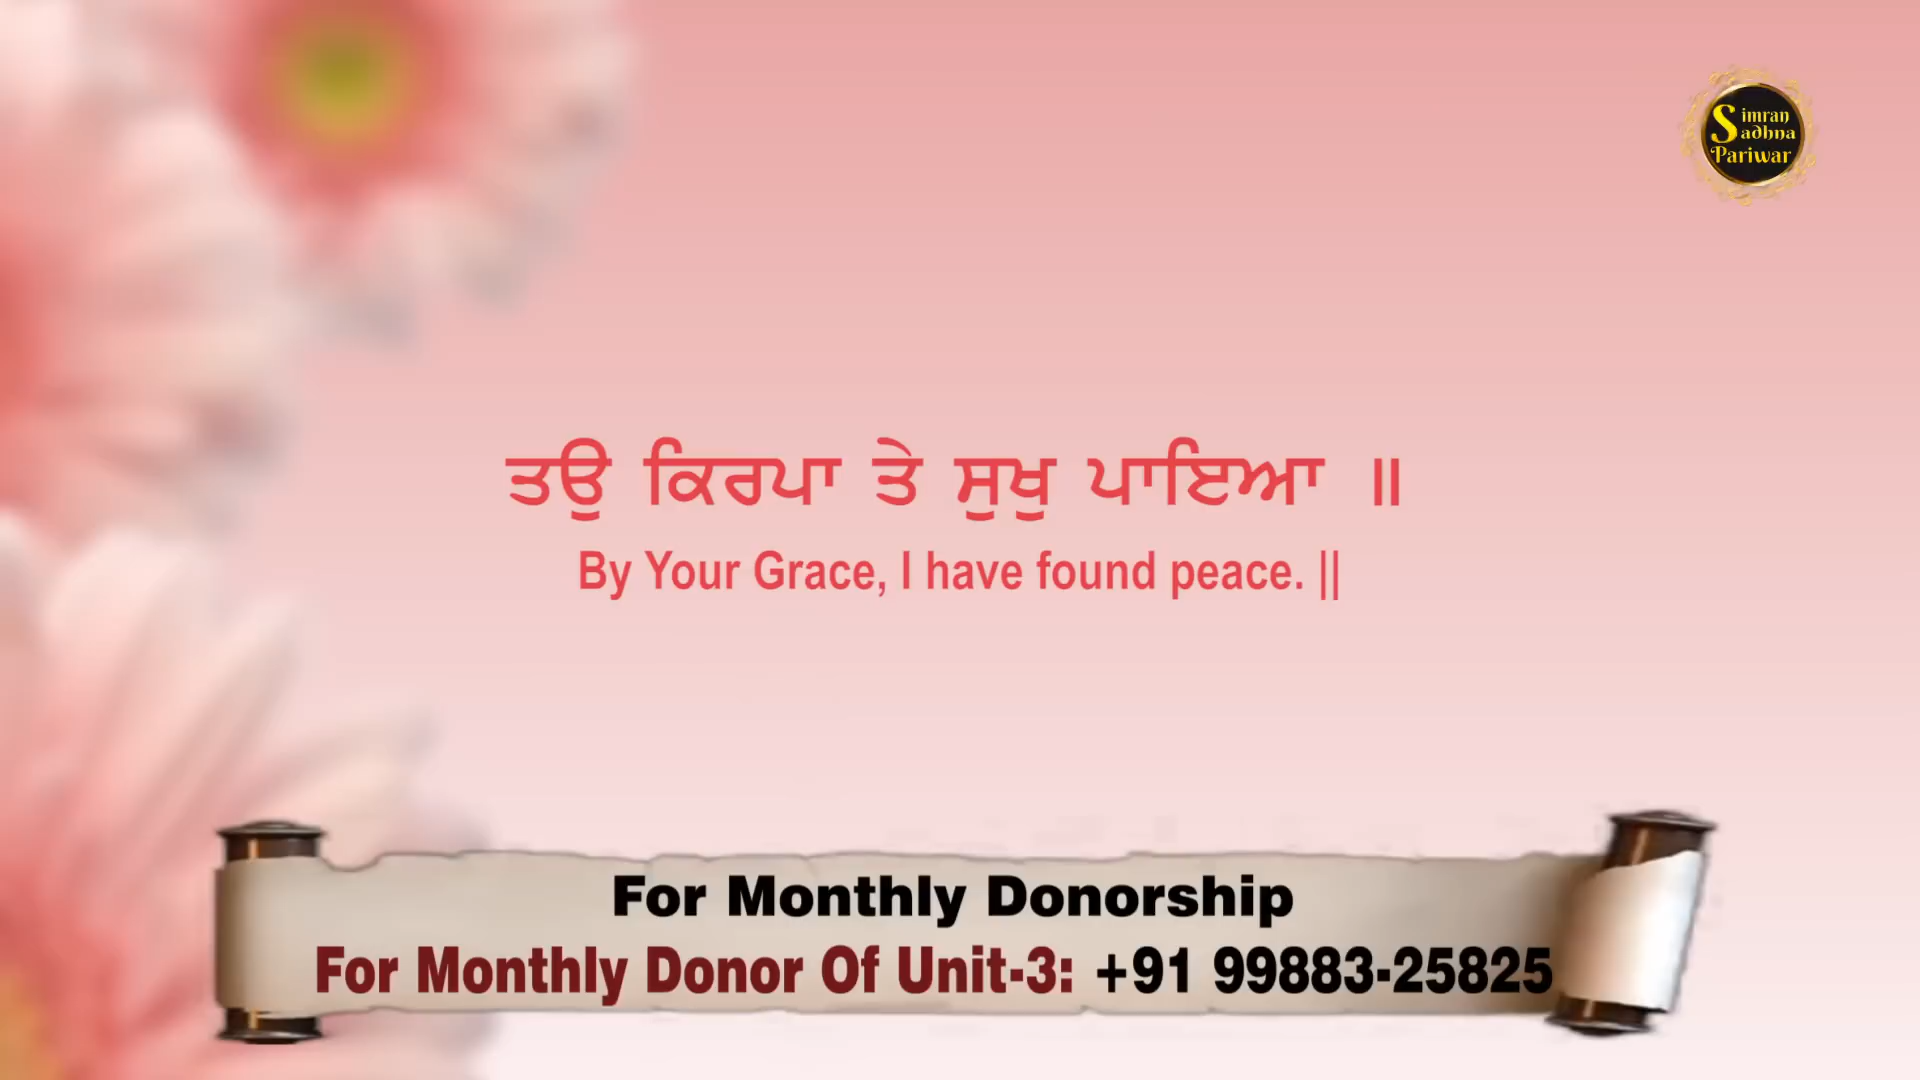 Simran
Sadhna
Pariwar
ਤਉ ਕਿਰਪਾ ਤੇ ਸੁਖੁ ਪਾਇਆ ॥
By Your Grace, I have found peace. ||
For Monthly Donorship
For Monthly Donor Of Unit-3: +91 99883-25825